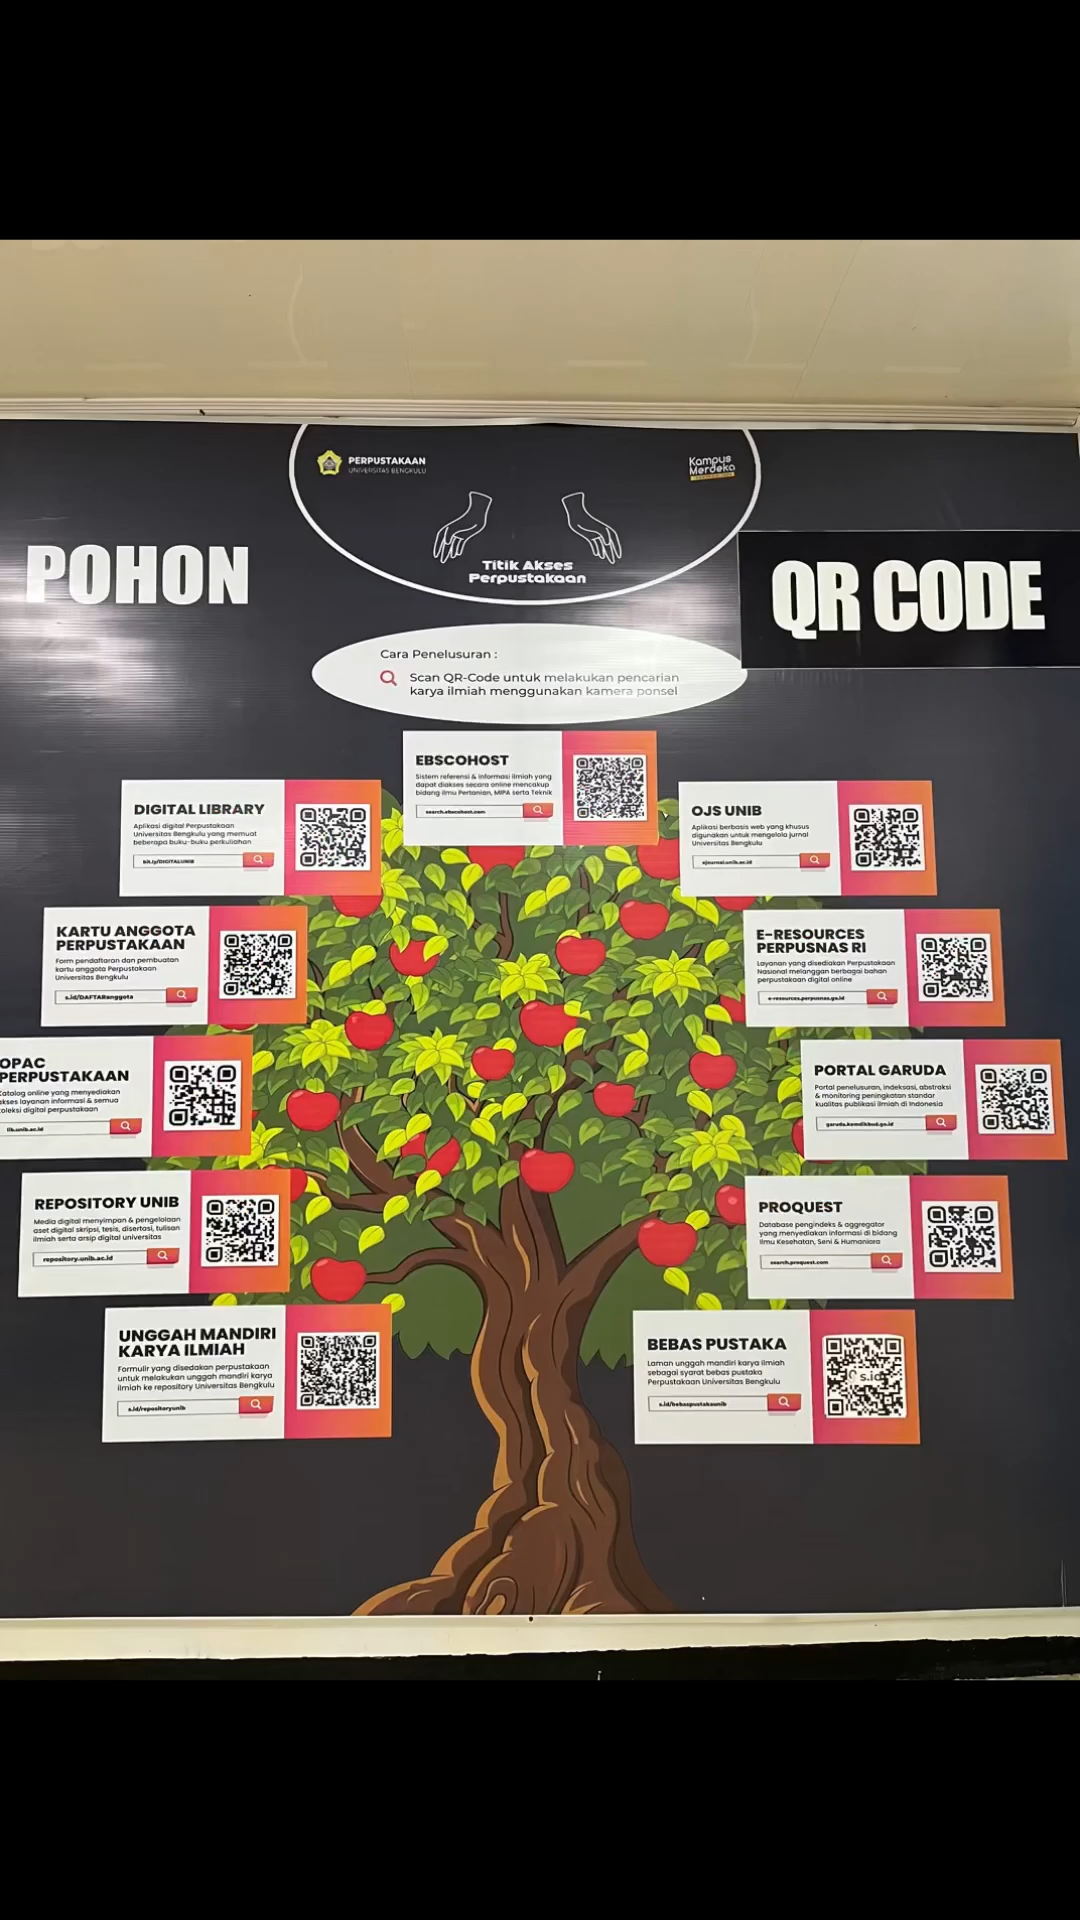 PERPUSTAKAAN
UNIVERSITAS BENGKULU
Kampus
Merdeka
Titik Akses
Perpustakaan
POHON
QR CODE
Cara Penelusuran :
Scan QR-Code untuk melakukan pencarian
karya ilmiah menggunakan kamera ponsel
EBSCOHOST
Sistem referensi & informasi ilmiah yang
dapat diakses secara online mencakup
bidang ilmu Pertanian, MIPA serta Teknik
search.ebscohost.com
DIGITAL LIBRARY
Aplikasi digital Perpustakaan
Universitas Bengkulu yang memuat
beberapa buku-buku perkuliahan
bit.ly/DIGITALUNIB
OJS UNIB
Aplikasi berbasis web yang khusus
digunakan untuk mengelola jurnal
Universitas Bengkulu
ejournal.unib.ac.id
KARTU ANGGOTA
PERPUSTAKAAN
Form pendaftaran dan pembuatan
kartu anggota Perpustakaan
Universitas Bengkulu
s.id/DAFTARanggota
E-RESOURCES
PERPUSNAS RI
Layanan yang disediakan Perpustakaan
Nasional melanggan berbagai bahan
perpustakaan digital online
e-resources.perpusnas.go.id
OPAC
PERPUSTAKAAN
Katalog online yang menyediakan
akses layanan informasi & semua
koleksi digital perpustakaan
lib.unib.ac.id
PORTAL GARUDA
Portal penelusuran, indeksasi, abstraksi
& monitoring peningkatan standar
kualitas publikasi ilmiah di Indonesia
garuda.kemdikbud.go.id
REPOSITORY UNIB
Media digital menyimpan & pengelolaan
aset digital skripsi, tesis, disertasi, tulisan
ilmiah serta arsip digital universitas
repository.unib.ac.id
PROQUEST
Database pengindeks & aggregator
yang menyediakan informasi di bidang
Ilmu Kesehatan, Seni & Humaniora
search.proquest.com
UNGGAH MANDIRI
KARYA ILMIAH
Formulir yang disedakan perpustakaan
untuk melakukan unggah mandiri karya
ilmiah ke repository Universitas Bengkulu
s.id/repositoryunib
BEBAS PUSTAKA
Laman unggah mandiri karya ilmiah
sebagai syarat bebas pustaka
Perpustakaan Universitas Bengkulu
s.id/bebaspustakaunib
s.id